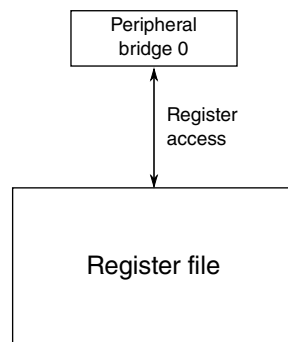 Peripheral
bridge 0
Register
access
Register file